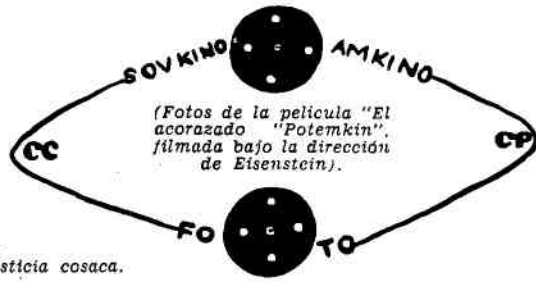 SOVKINO AMKINO
(Fotos de la película "El
acorazado "Potemkin",
filmada bajo la dirección
de Eisenstein).
CC CP
FO TO
sticia cosaca.